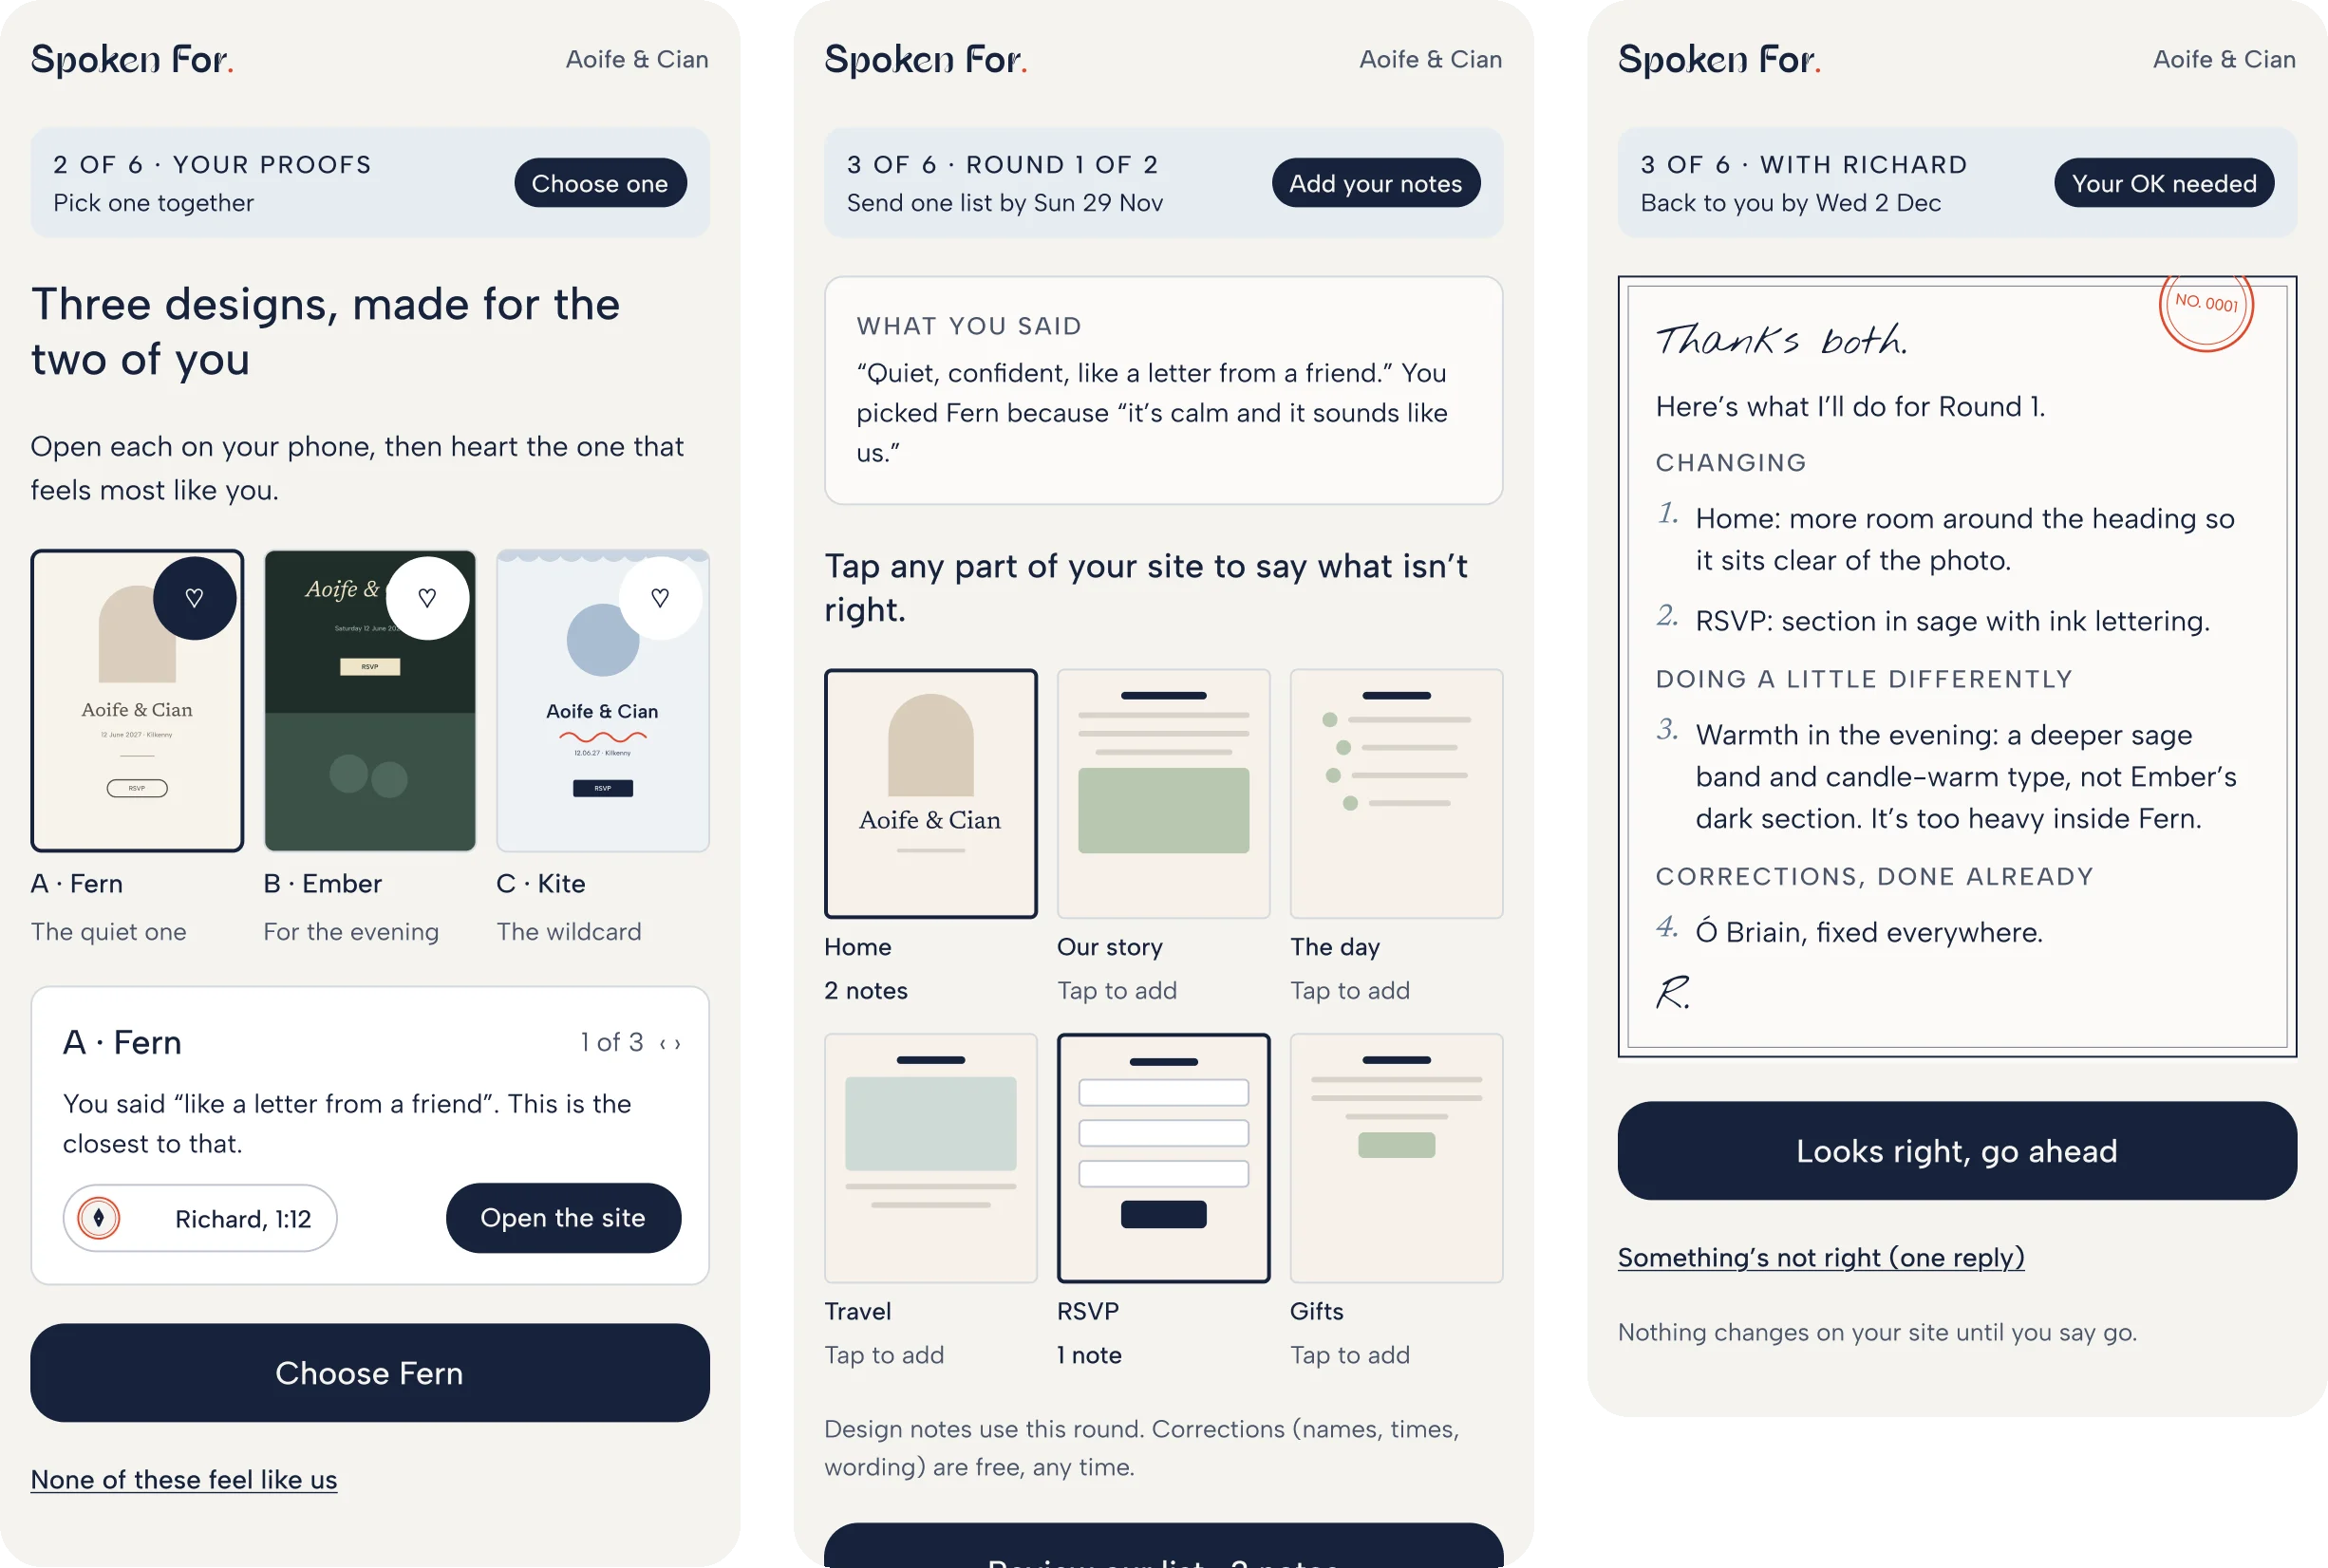 Spoken For.
Aoife & Cian
2 OF 6 · YOUR PROOFS
Pick one together
Choose one
Three designs, made for the
two of you
Open each on your phone, then heart the one that
feels most like you.
Aoife & Cian
12 June 2027 · Kilkenny
RSVP
A · Fern
The quiet one
Aoife &
Saturday 12 June
RSVP
B · Ember
For the evening
Aoife & Cian
12.06.27 · Kilkenny
RSVP
C · Kite
The wildcard
A · Fern
1 of 3 ‹ ›
You said “like a letter from a friend”. This is the
closest to that.
Richard, 1:12
Open the site
Choose Fern
None of these feel like us
Spoken For.
Aoife & Cian
3 OF 6 · ROUND 1 OF 2
Send one list by Sun 29 Nov
Add your notes
WHAT YOU SAID
“Quiet, confident, like a letter from a friend.” You
picked Fern because “it’s calm and it sounds like
us.”
Tap any part of your site to say what isn’t
right.
Aoife & Cian
Home
2 notes
Our story
Tap to add
The day
Tap to add
Travel
Tap to add
RSVP
1 note
Gifts
Tap to add
Design notes use this round. Corrections (names, times,
wording) are free, any time.
Spoken For.
Aoife & Cian
3 OF 6 · WITH RICHARD
Back to you by Wed 2 Dec
Your OK needed
NO. 0001
Thanks both.
Here’s what I’ll do for Round 1.
CHANGING
1. Home: more room around the heading so
it sits clear of the photo.
2. RSVP: section in sage with ink lettering.
DOING A LITTLE DIFFERENTLY
3. Warmth in the evening: a deeper sage
band and candle-warm type, not Ember’s
dark section. It’s too heavy inside Fern.
CORRECTIONS, DONE ALREADY
4. Ó Briain, fixed everywhere.
R.
Looks right, go ahead
Something’s not right (one reply)
Nothing changes on your site until you say go.